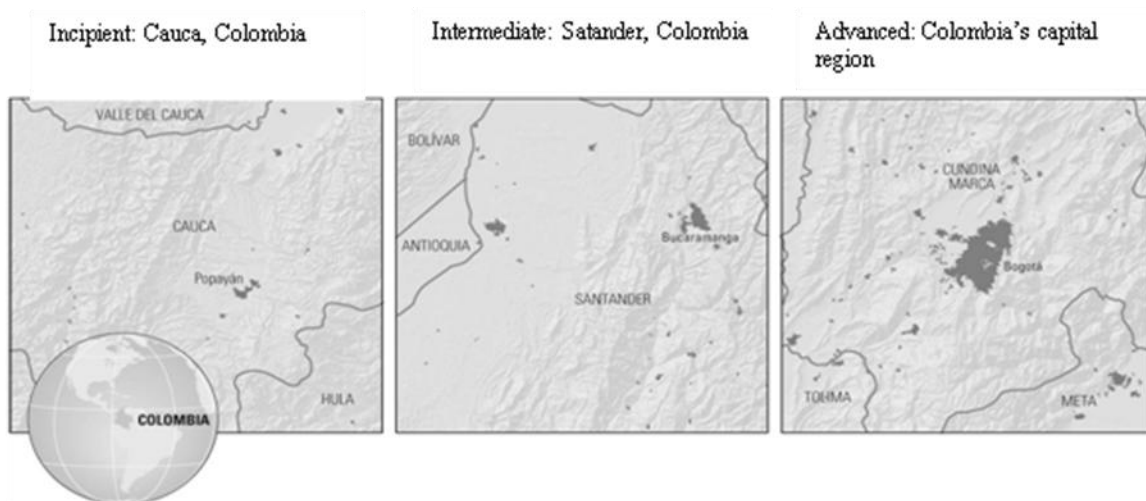 Incipient: Cauca, Colombia
Intermediate: Satander, Colombia
Advanced: Colombia's capital
region
VALLE DEL CAUCA
CAUCA
Popayán
HULA
COLOMBIA
BOLÍVAR
ANTIOQUIA
Bucaramanga
SANTANDER
CUNDINA
MARCA
Bogotá
TOHMA
META